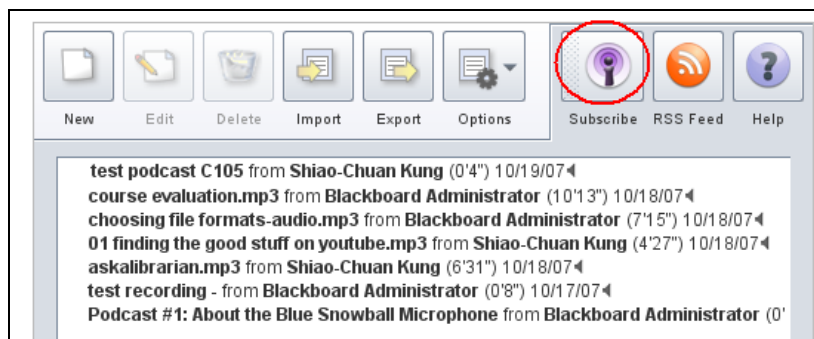 New Edit Delete Import Export Options Subscribe RSS Feed Help
test podcast C105 from Shiao-Chuan Kung (0'4") 10/19/07
course evaluation.mp3 from Blackboard Administrator (10'13") 10/18/07
choosing file formats-audio.mp3 from Blackboard Administrator (7'15") 10/18/07
01 finding the good stuff on youtube.mp3 from Shiao-Chuan Kung (4'27") 10/18/07
askalibrarian.mp3 from Shiao-Chuan Kung (6'31") 10/18/07
test recording - from Blackboard Administrator (0'8") 10/17/07
Podcast #1: About the Blue Snowball Microphone from Blackboard Administrator (0'